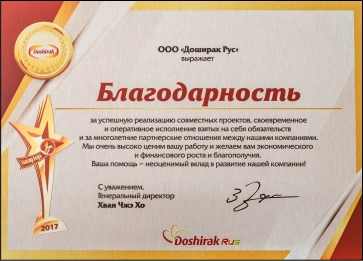 Doshirak
ООО «Доширак Рус»
выражает
Благодарность
за успешную реализацию совместных проектов, своевременное
и оперативное исполнение взятых на себя обязательств
и за многолетние партнерские отношения между нашими компаниями.
Мы очень высоко ценим вашу работу и желаем вам экономического
и финансового роста и благополучия.
Ваша помощь – неоценимый вклад в развитие нашей компании!
С уважением,
Генеральный директор
Хван Чжэ Хо
2017
Doshirak Rus